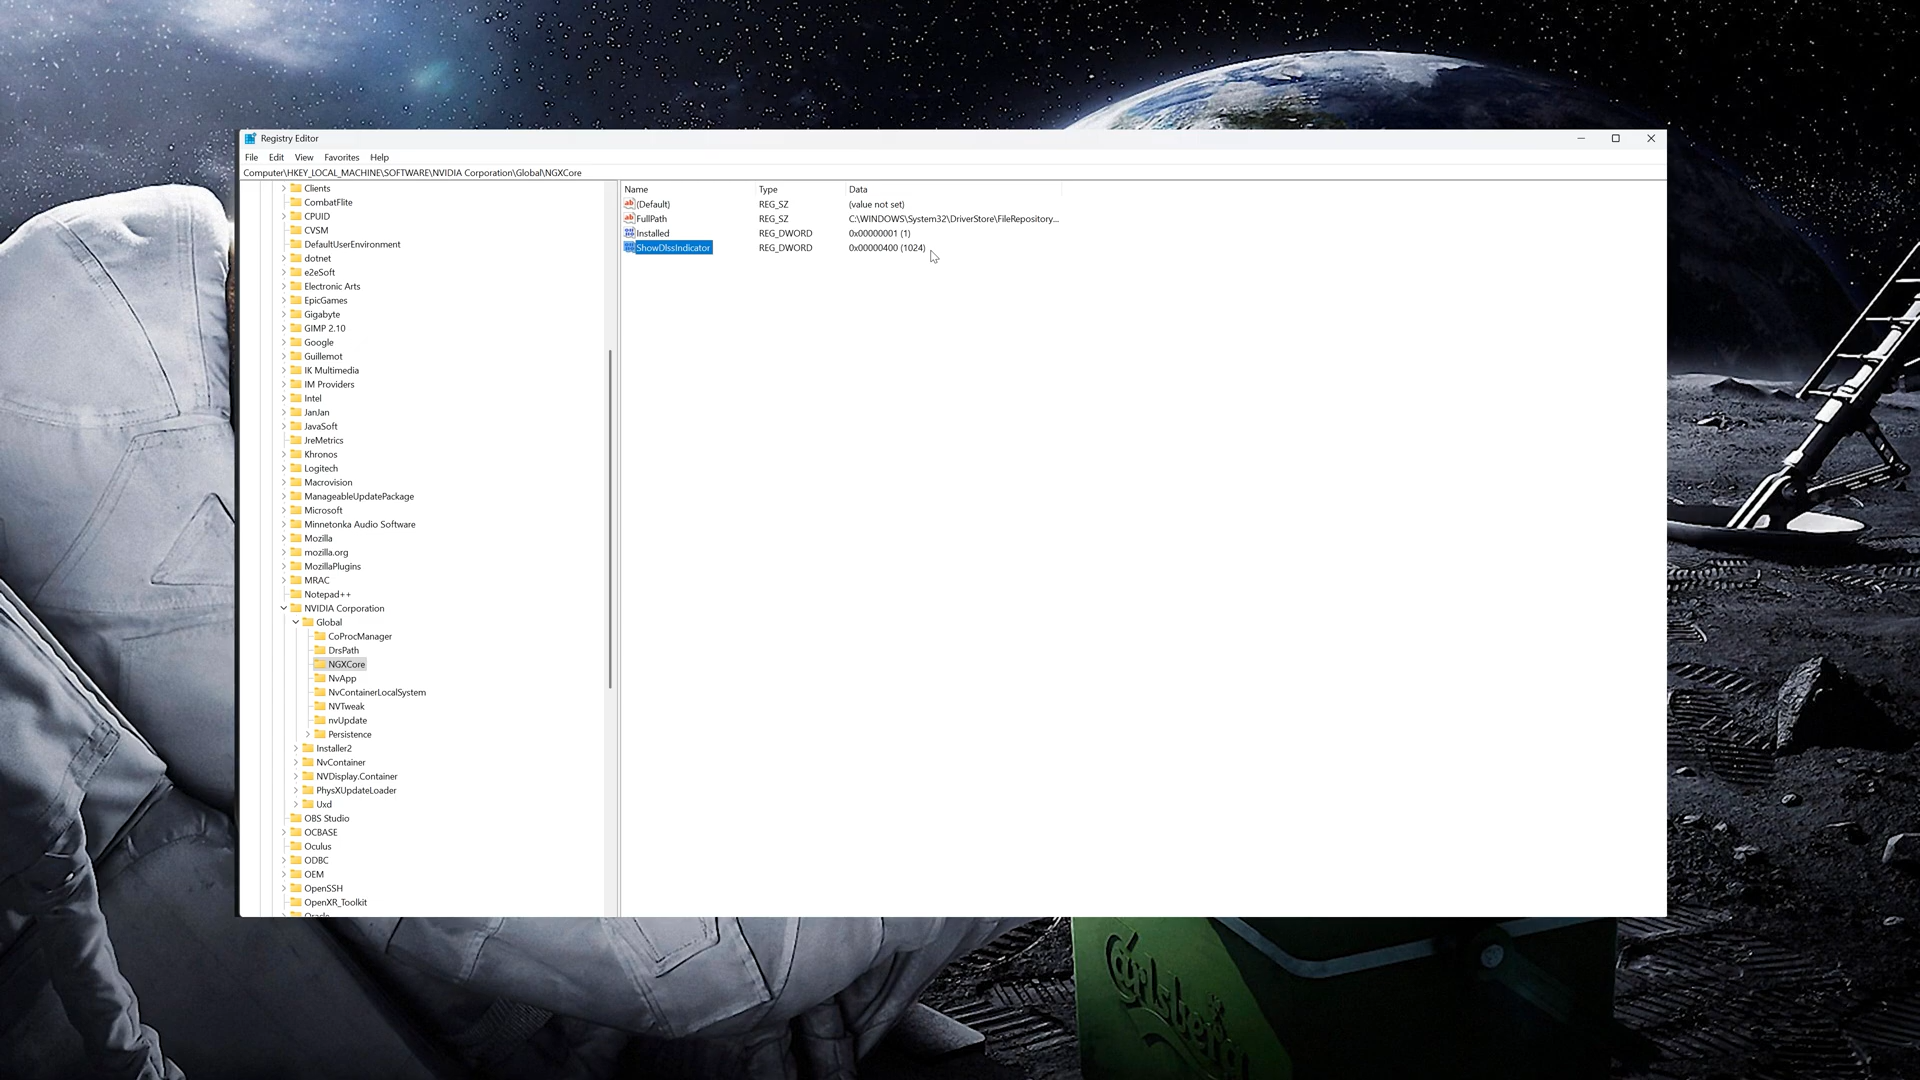 Registry Editor
File Edit View Favorites Help
Computer\HKEY_LOCAL_MACHINE\SOFTWARE\NVIDIA Corporation\Global\NGXCore
Clients
CombatFlite
CPUID
CVSM
DefaultUserEnvironment
dotnet
e2eSoft
Electronic Arts
EpicGames
Gigabyte
GIMP 2.10
Google
Guillemot
IK Multimedia
IM Providers
Intel
JanJan
JavaSoft
JreMetrics
Khronos
Logitech
Macrovision
ManageableUpdatePackage
Microsoft
Minnetonka Audio Software
Mozilla
mozilla.org
MozillaPlugins
MRAC
Notepad++
NVIDIA Corporation
Global
CoProcManager
DrsPath
NGXCore
NvApp
NvContainerLocalSystem
NVTweak
nvUpdate
Persistence
Installer2
NvContainer
NVDisplay.Container
PhysXUpdateLoader
Uxd
OBS Studio
OCBASE
Oculus
ODBC
OEM
OpenSSH
OpenXR_Toolkit
Oracle
Name Type Data
(Default) REG_SZ (value not set)
FullPath REG_SZ C:\WINDOWS\System32\DriverStore\FileRepository...
Installed REG_DWORD 0x00000001 (1)
ShowDlssIndicator REG_DWORD 0x00000400 (1024)
Carlsberg